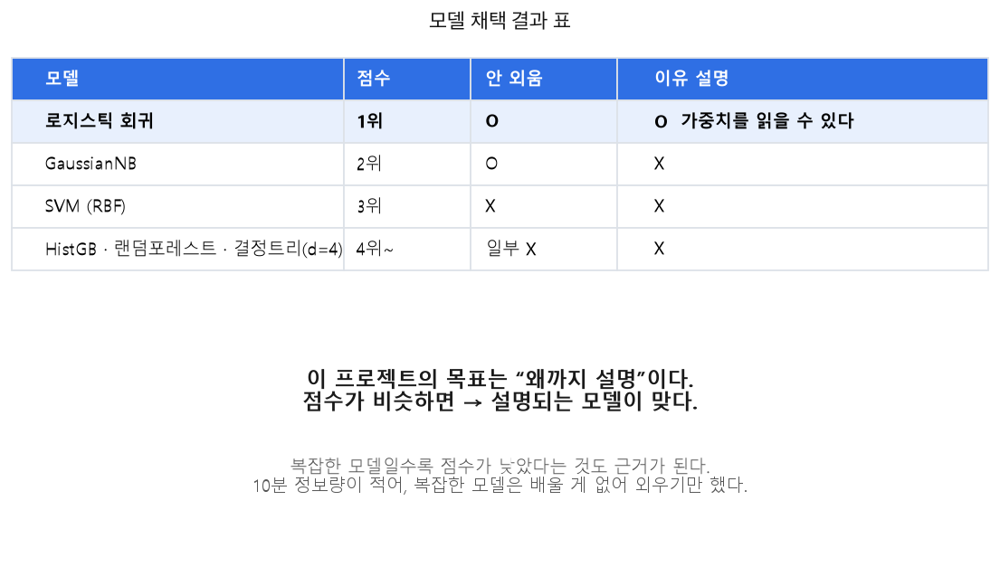 모델 채택 결과 표
모델 점수 안 외움 이유 설명
로지스틱 회귀 1위 O O 가중치를 읽을 수 있다
GaussianNB 2위 O X
SVM (RBF) 3위 X X
HistGB · 랜덤포레스트 · 결정트리(d=4) 4위~ 일부 X X
이 프로젝트의 목표는 “왜까지 설명”이다.
점수가 비슷하면 → 설명되는 모델이 맞다.
복잡한 모델일수록 점수가 낮았다는 것도 근거가 된다.
10분 정보량이 적어, 복잡한 모델은 배울 게 없어 외우기만 했다.